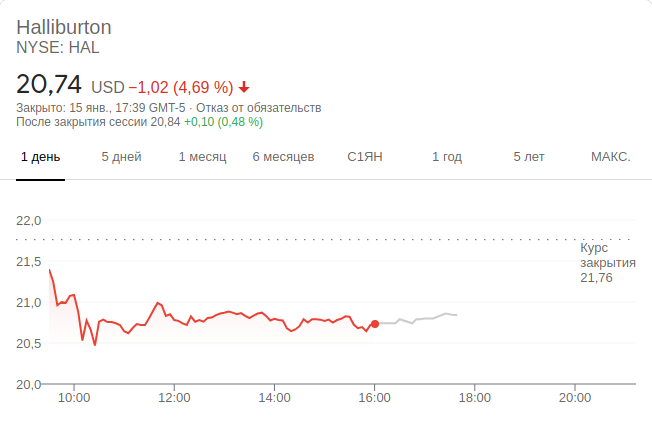 Halliburton
NYSE: HAL
20,74 USD −1,02 (4,69 %)
Закрыто: 15 янв., 17:39 GMT-5 · Отказ от обязательств
После закрытия сессии 20,84 +0,10 (0,48 %)
1 день 5 дней 1 месяц 6 месяцев С1ЯН 1 год 5 лет МАКС.
22,0
Курс
закрытия
21,76
21,5
21,0
20,5
20,0
10:00 12:00 14:00 16:00 18:00 20:00